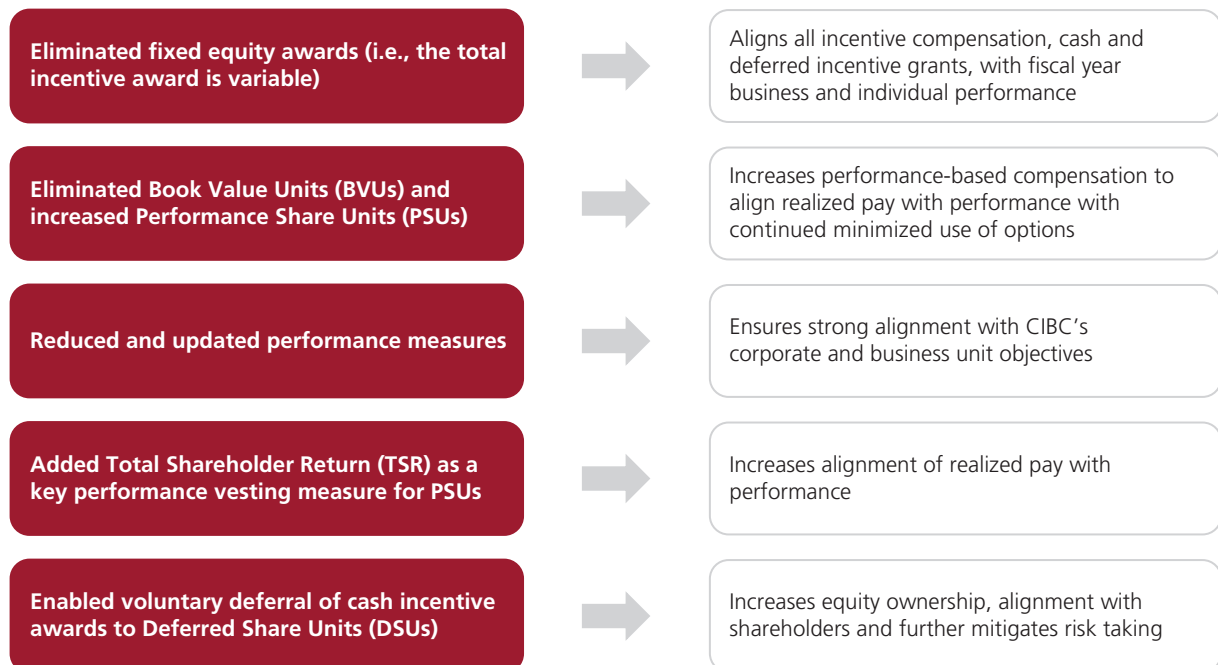 Eliminated fixed equity awards (i.e., the total
incentive award is variable)
Aligns all incentive compensation, cash and
deferred incentive grants, with fiscal year
business and individual performance
Eliminated Book Value Units (BVUs) and
increased Performance Share Units (PSUs)
Increases performance-based compensation to
align realized pay with performance with
continued minimized use of options
Reduced and updated performance measures
Ensures strong alignment with CIBC’s
corporate and business unit objectives
Added Total Shareholder Return (TSR) as a
key performance vesting measure for PSUs
Increases alignment of realized pay with
performance
Enabled voluntary deferral of cash incentive
awards to Deferred Share Units (DSUs)
Increases equity ownership, alignment with
shareholders and further mitigates risk taking